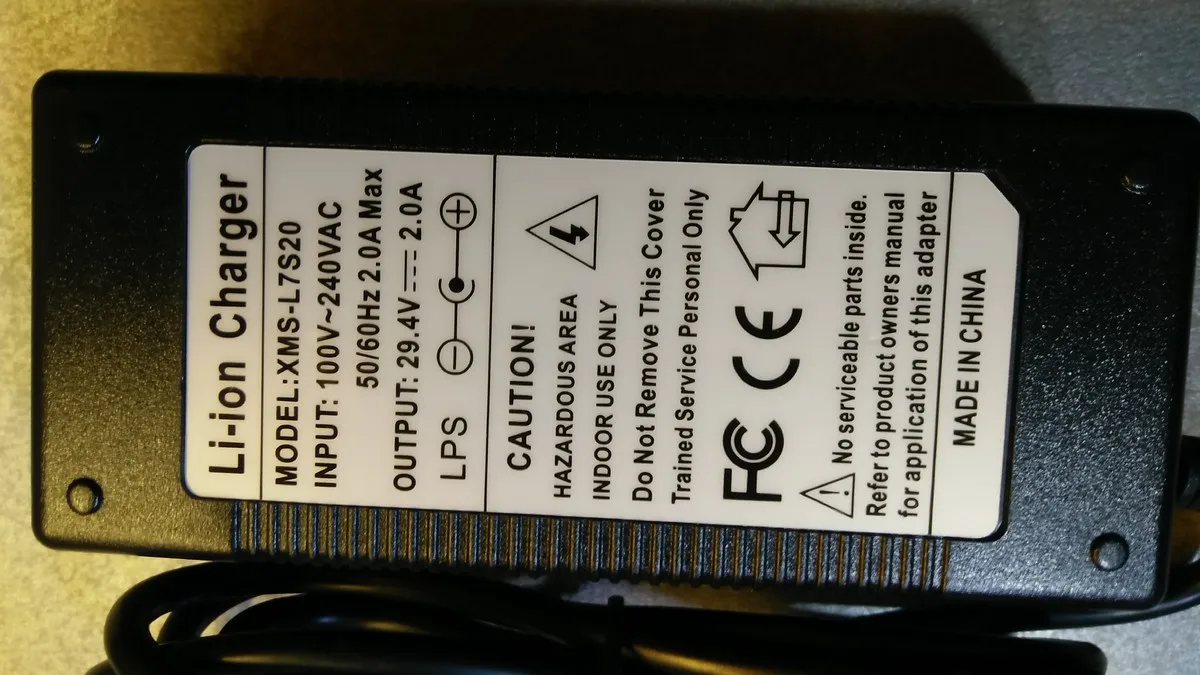 Li-ion Charger
MODEL:XMS-L7S20
INPUT: 100V~240VAC
50/60Hz 2.0A Max
OUTPUT: 29.4V⎓2.0A
LPS
CAUTION!
HAZARDOUS AREA
INDOOR USE ONLY
Do Not Remove This Cover
Trained Service Personal Only
FC CE
No serviceable parts inside.
Refer to product owners manual
for application of this adapter
MADE IN CHINA